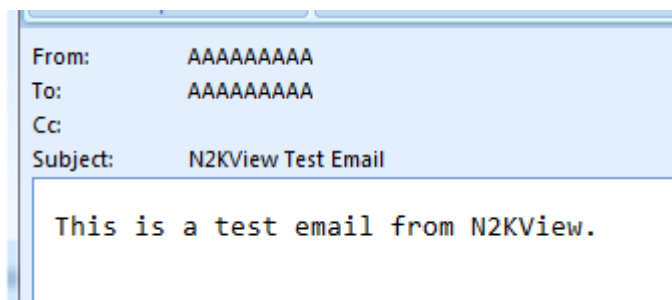 From: AAAAAAAAA
To: AAAAAAAAA
Cc:
Subject: N2KView Test Email
This is a test email from N2KView.